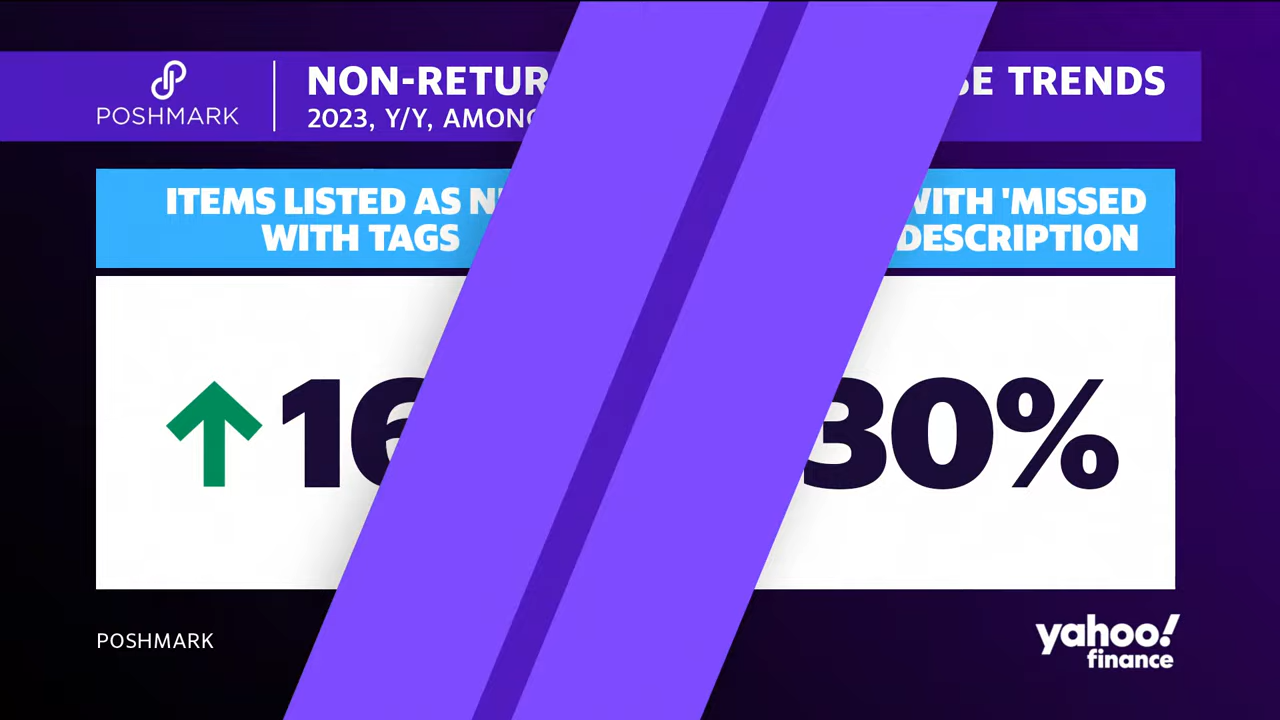 POSHMARK
NON-RETUR
TRENDS
2023, Y/Y, AMONG
ITEMS LISTED AS
WITH TAGS
WITH 'MISSED
DESCRIPTION
16
30%
POSHMARK
yahoo!
finance